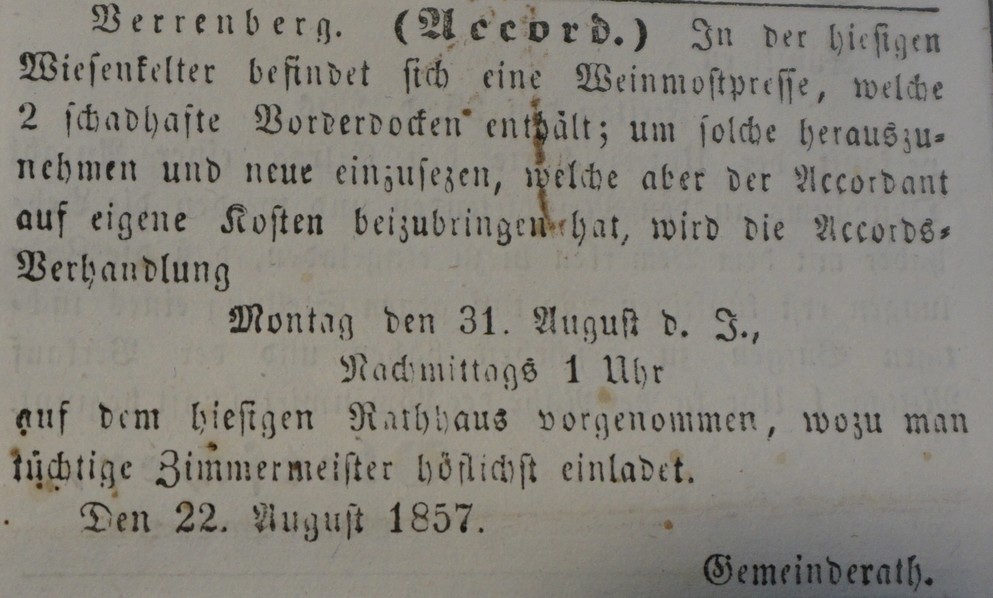 Verrenberg. (Accord.) In der hiesigen
Wiesenkelter befindet sich eine Weinmostpresse, welche
2 schadhafte Vorderdocken enthält; um solche herauszu-
nehmen und neue einzusezen, welche aber der Accordant
auf eigene Kosten beizubringen hat, wird die Accords-
Verhandlung
Montag den 31. August d. J.,
Nachmittags 1 Uhr
auf dem hiesigen Rathhaus vorgenommen, wozu man
tüchtige Zimmermeister höflichst einladet.
Den 22. August 1857.
Gemeinderath.